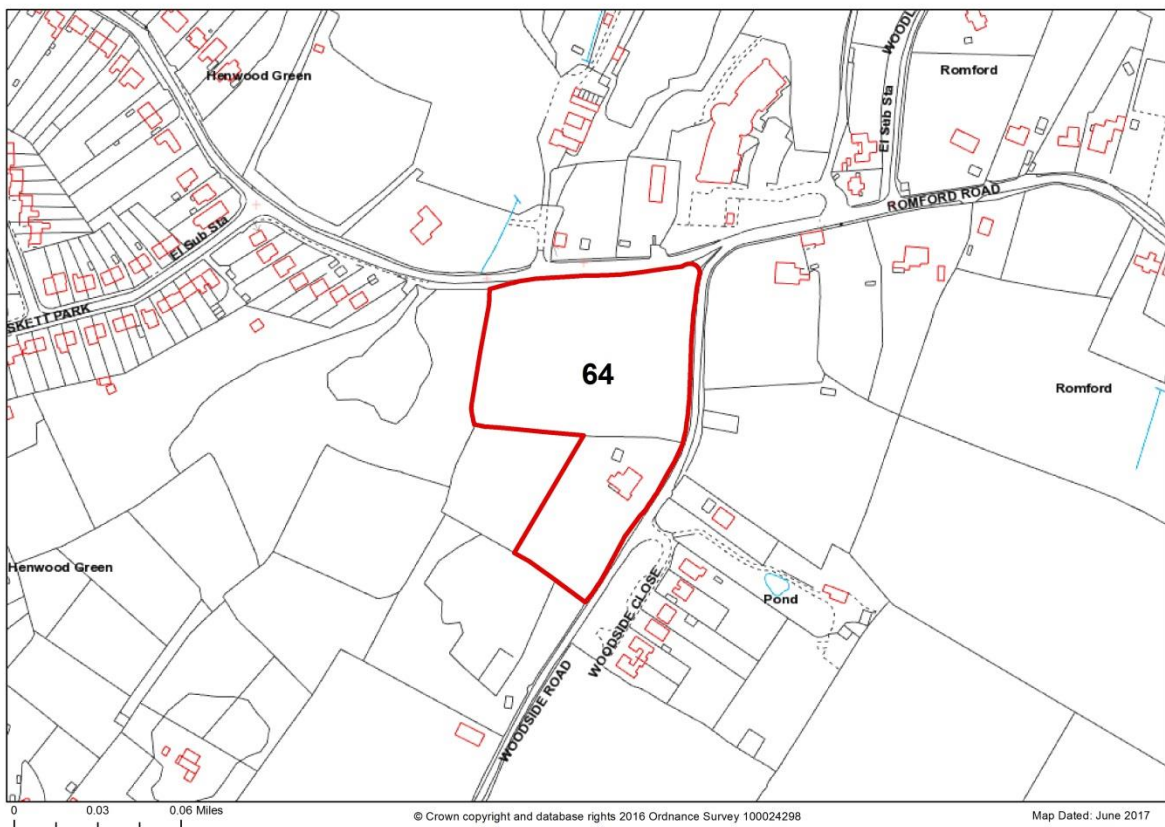 Henwood Green
WOODL
Romford
El Sub Sta
ROMFORD ROAD
El Sub Sta
SKETT PARK
64
Romford
Henwood Green
WOODSIDE CLOSE
Pond
WOODSIDE ROAD
0 0.03 0.06 Miles
© Crown copyright and database rights 2016 Ordnance Survey 100024298
Map Dated: June 2017